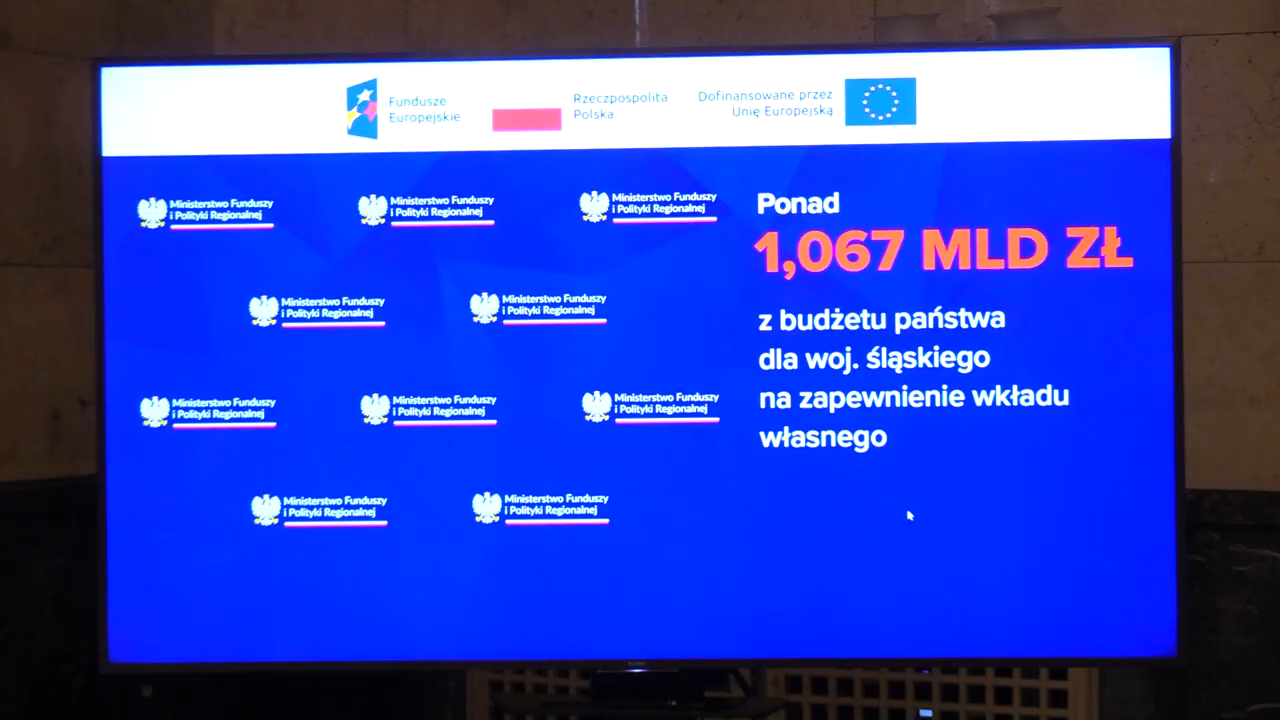 Fundusze
Europejskie
Rzeczpospolita
Polska
Dofinansowane przez
Unię Europejską
Ministerstwo Funduszy
i Polityki Regionalnej
Ministerstwo Funduszy
i Polityki Regionalnej
Ministerstwo Funduszy
i Polityki Regionalnej
Ministerstwo Funduszy
i Polityki Regionalnej
Ministerstwo Funduszy
i Polityki Regionalnej
Ministerstwo Funduszy
i Polityki Regionalnej
Ministerstwo Funduszy
i Polityki Regionalnej
Ministerstwo Funduszy
i Polityki Regionalnej
Ministerstwo Funduszy
i Polityki Regionalnej
Ministerstwo Funduszy
i Polityki Regionalnej
Ponad
1,067 MLD ZŁ
z budżetu państwa
dla woj. śląskiego
na zapewnienie wkładu
własnego